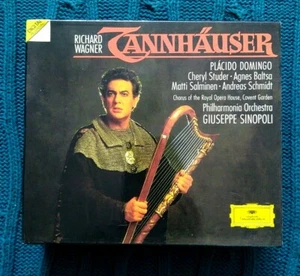 RICHARD
WAGNER
TANNHÄUSER
PLÁCIDO DOMINGO
Cheryl Studer · Agnes Baltsa
Matti Salminen · Andreas Schmidt
Chorus of the Royal Opera House, Covent Garden
Philharmonia Orchestra
GIUSEPPE SINOPOLI